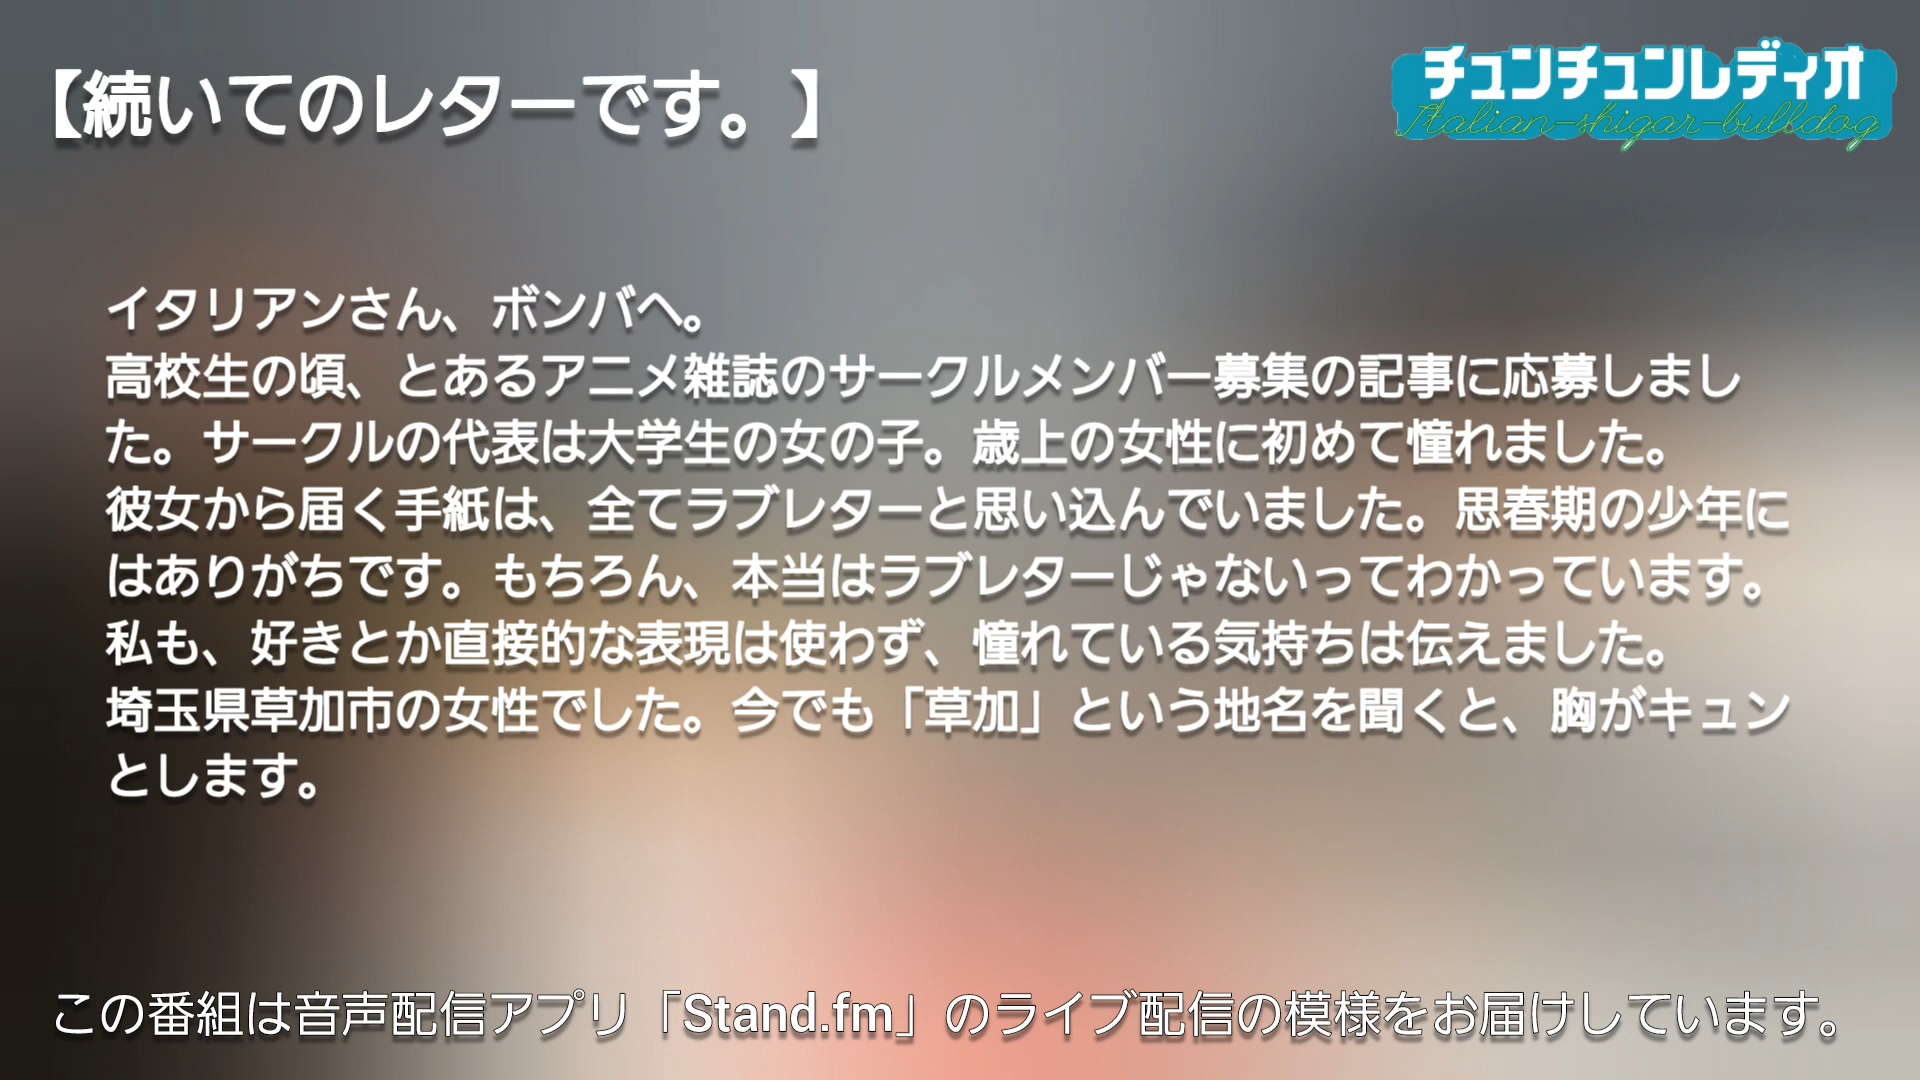 【続いてのレターです。】
チュンチュンレディオ
Italian-shigar-bulldog
イタリアンさん、ボンバヘ。
高校生の頃、とあるアニメ雑誌のサークルメンバー募集の記事に応募しまし
た。サークルの代表は大学生の女の子。歳上の女性に初めて憧れました。
彼女から届く手紙は、全てラブレターと思い込んでいました。思春期の少年に
はありがちです。もちろん、本当はラブレターじゃないってわかっています。
私も、好きとか直接的な表現は使わず、憧れている気持ちは伝えました。
埼玉県草加市の女性でした。今でも「草加」という地名を聞くと、胸がキュン
とします。
この番組は音声配信アプリ「Stand.fm」のライブ配信の模様をお届けしています。